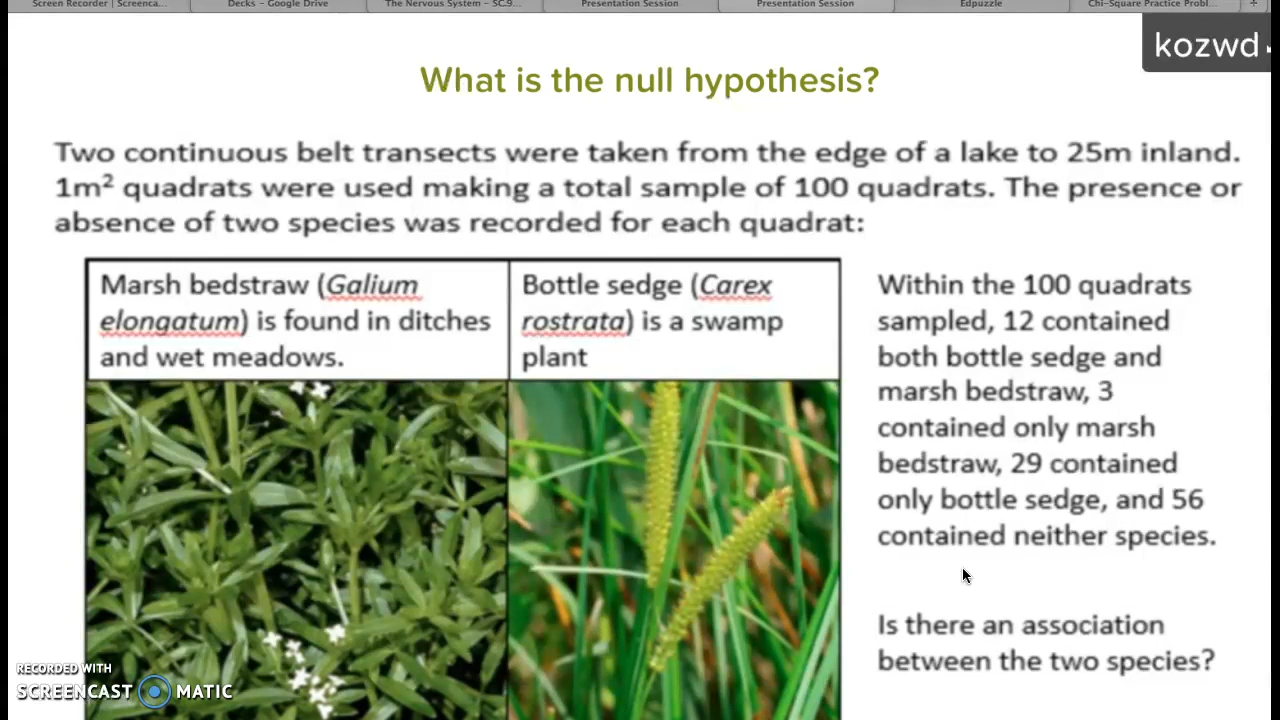 Screen Recorder | Screenca...
Decks – Google Drive
The Nervous System – SC.9...
Presentation Session
Presentation Session
Edpuzzle
Chi-Square Practice Probl...
+
kozwd
What is the null hypothesis?
Two continuous belt transects were taken from the edge of a lake to 25m inland.
1m² quadrats were used making a total sample of 100 quadrats. The presence or
absence of two species was recorded for each quadrat:
Marsh bedstraw (Galium
elongatum) is found in ditches
and wet meadows.
Bottle sedge (Carex
rostrata) is a swamp
plant
Within the 100 quadrats
sampled, 12 contained
both bottle sedge and
marsh bedstraw, 3
contained only marsh
bedstraw, 29 contained
only bottle sedge, and 56
contained neither species.
Is there an association
between the two species?
RECORDED WITH
SCREENCAST MATIC